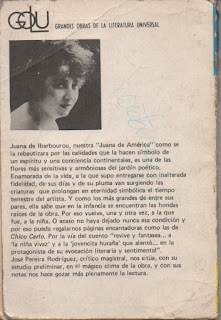 GOLU GRANDES OBRAS DE LA LITERATURA UNIVERSAL
Juana de Ibarbourou, nuestra "Juana de América" como se
la rebautizara por las calidades que la hacen símbolo de
un espíritu y una conciencia continentales, es una de las
flores más sensitivas y armóniosas del jardín poético.
Enamorada de la vida, a la que supo entregarse con inalterada
fidelidad, de sus días y de su pluma van surgiendo las
criaturas que prolongan en eternidad simbólica el tiempo
terrestre del artista. Y como los más grandes de entre sus
pares, ella sabe que en la infancia se encuentran las hondas
raíces de la obra. Por eso vuelve, una y otra vez, a la que
fue, a la niña. O acaso no haya dejado nunca esa condición y
por eso pueda regalarnos páginas encantadoras como las de
Chico Carlo. Por la vía del cuento "revive y fantasea... a
'la niña vivaz' y a la 'jovencita huraña' que alentó... en la
protagonista de su evocación literaria y sentimental".
José Pereira Rodríguez, crítico magistral, nos sitúa, con su
estudio preliminar, en el mágico clima de la obra, y con sus
notas nos hace gozar más plenamente la lectura.